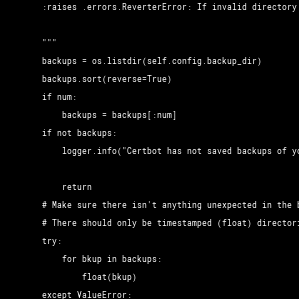 :raises .errors.ReverterError: If invalid directory
"""
backups = os.listdir(self.config.backup_dir)
backups.sort(reverse=True)
if num:
backups = backups[:num]
if not backups:
logger.info("Certbot has not saved backups of
return
# Make sure there isn't anything unexpected in the
# There should only be timestamped (float)
try:
for bkup in backups:
float(bkup)
except ValueError: